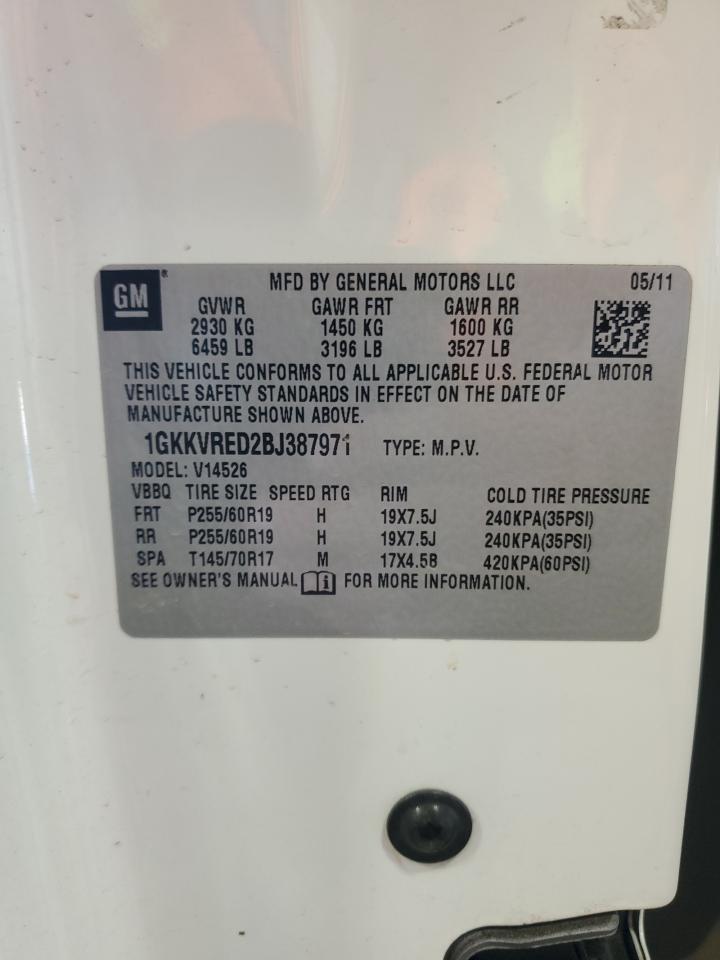 GM®
MFD BY GENERAL MOTORS LLC 05/11
GVWR GAWR FRT GAWR RR
2930 KG 1450 KG 1600 KG
6459 LB 3196 LB 3527 LB
THIS VEHICLE CONFORMS TO ALL APPLICABLE U.S. FEDERAL MOTOR
VEHICLE SAFETY STANDARDS IN EFFECT ON THE DATE OF
MANUFACTURE SHOWN ABOVE.
1GKKVRED2BJ387971 TYPE: M.P.V.
MODEL: V14526
VBBQ TIRE SIZE SPEED RTG RIM COLD TIRE PRESSURE
FRT P255/60R19 H 19X7.5J 240KPA(35PSI)
RR P255/60R19 H 19X7.5J 240KPA(35PSI)
SPA T145/70R17 M 17X4.5B 420KPA(60PSI)
SEE OWNER'S MANUAL i FOR MORE INFORMATION.